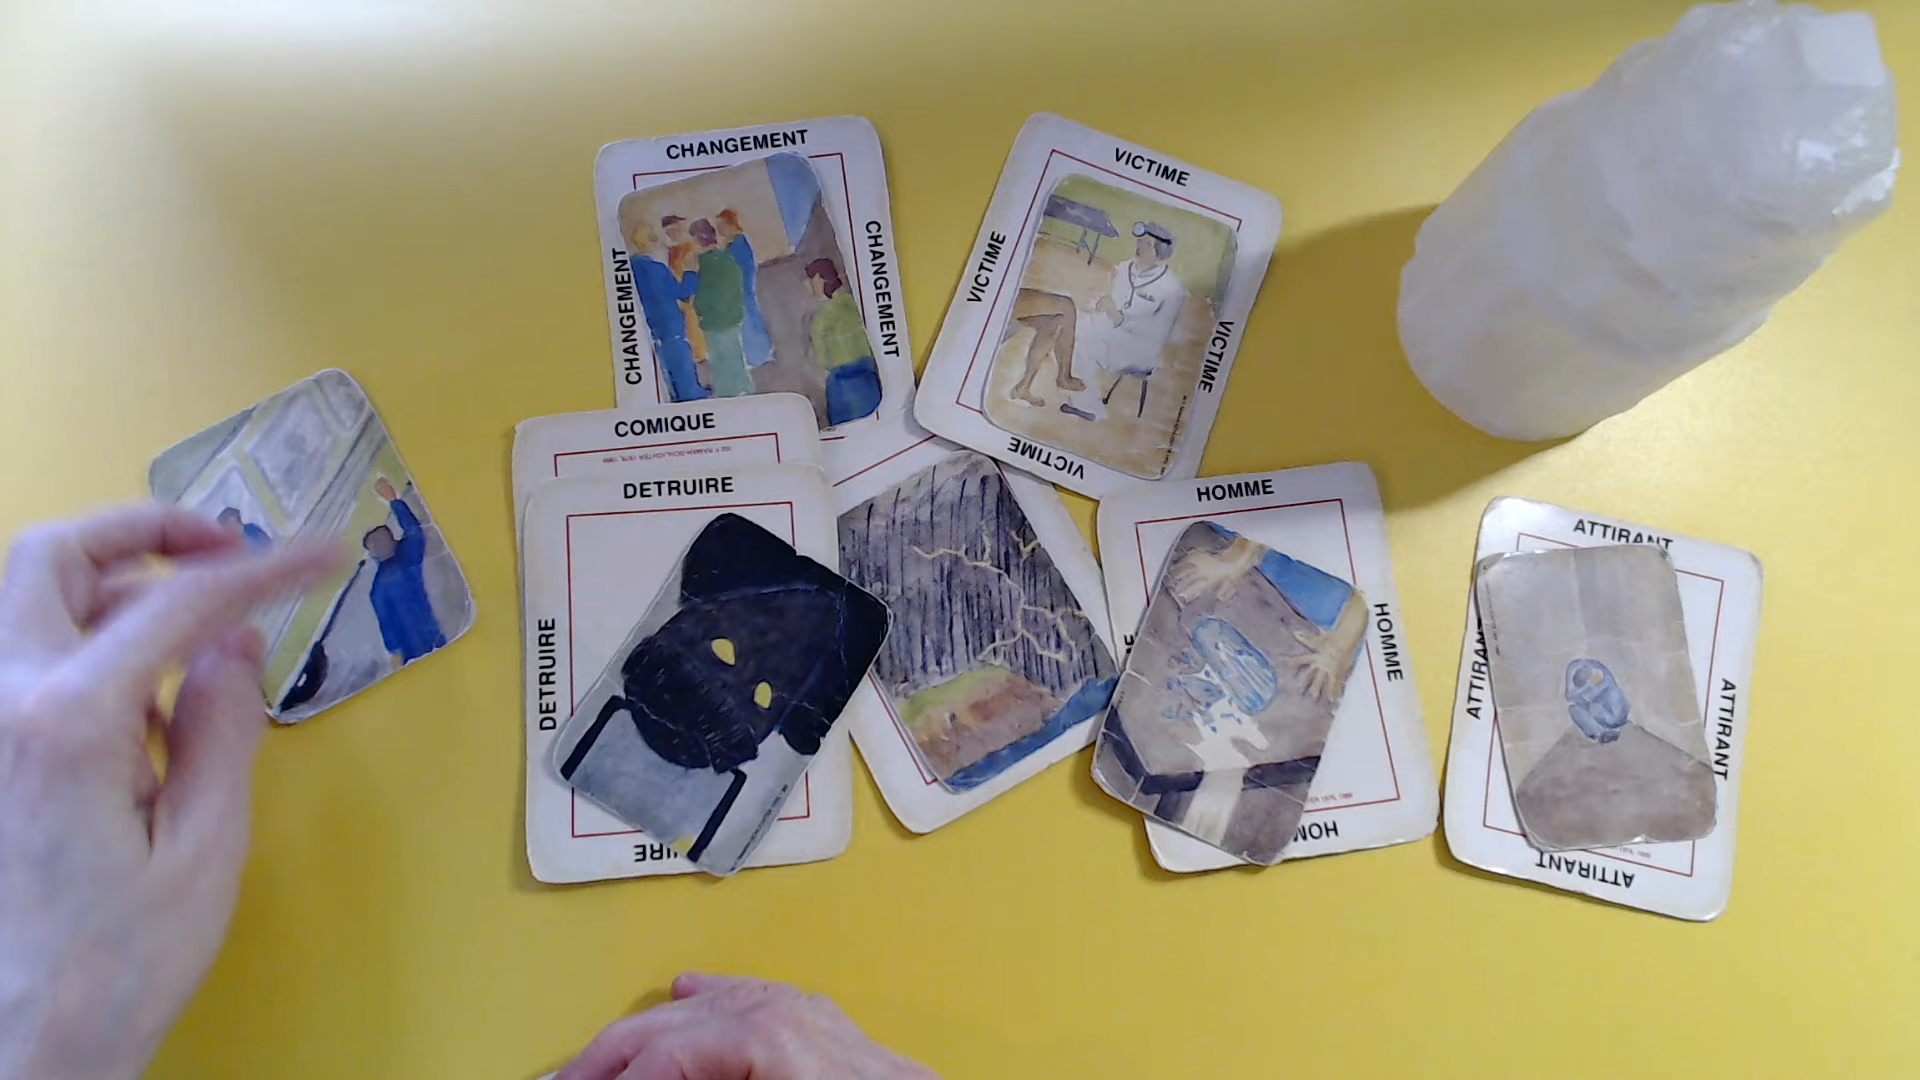 CHANGEMENT
CHANGEMENT
CHANGEMENT
VICTIME
VICTIME
VICTIME
VICTIME
COMIQUE
DETRUIRE
DETRUIRE
HOMME
HOMME
ATTIRANT
ATTIRANT
ATTIRANT